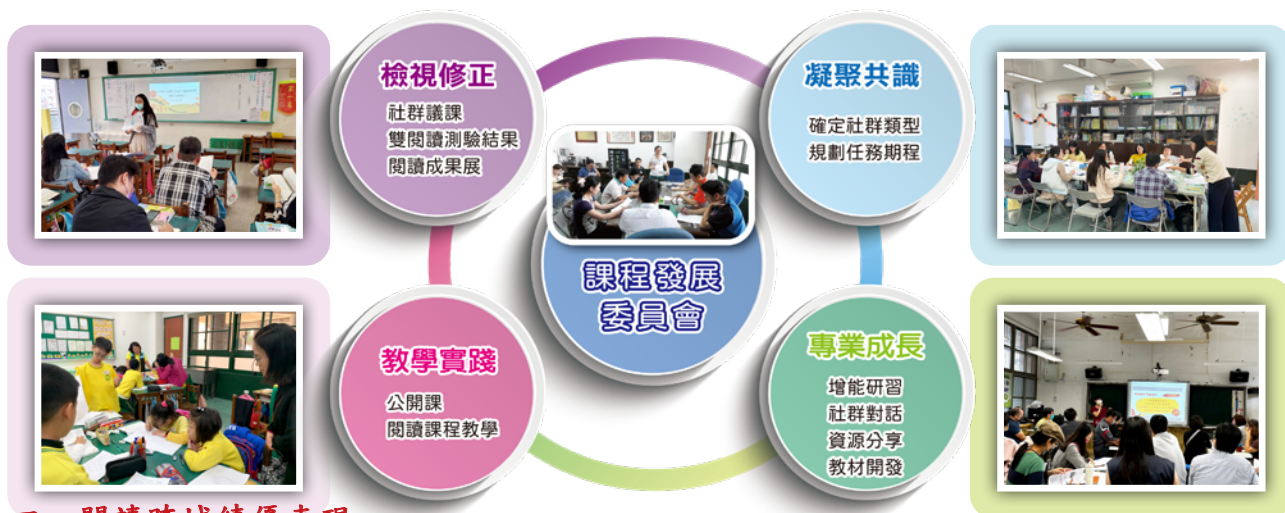 檢視修正
社群議課
雙閱讀測驗結果
閱讀成果展
凝聚共識
確定社群類型
規劃任務期程
課程發展
委員會
教學實踐
公開課
閱讀課程教學
專業成長
增能研習
社群對話
資源分享
教材開發